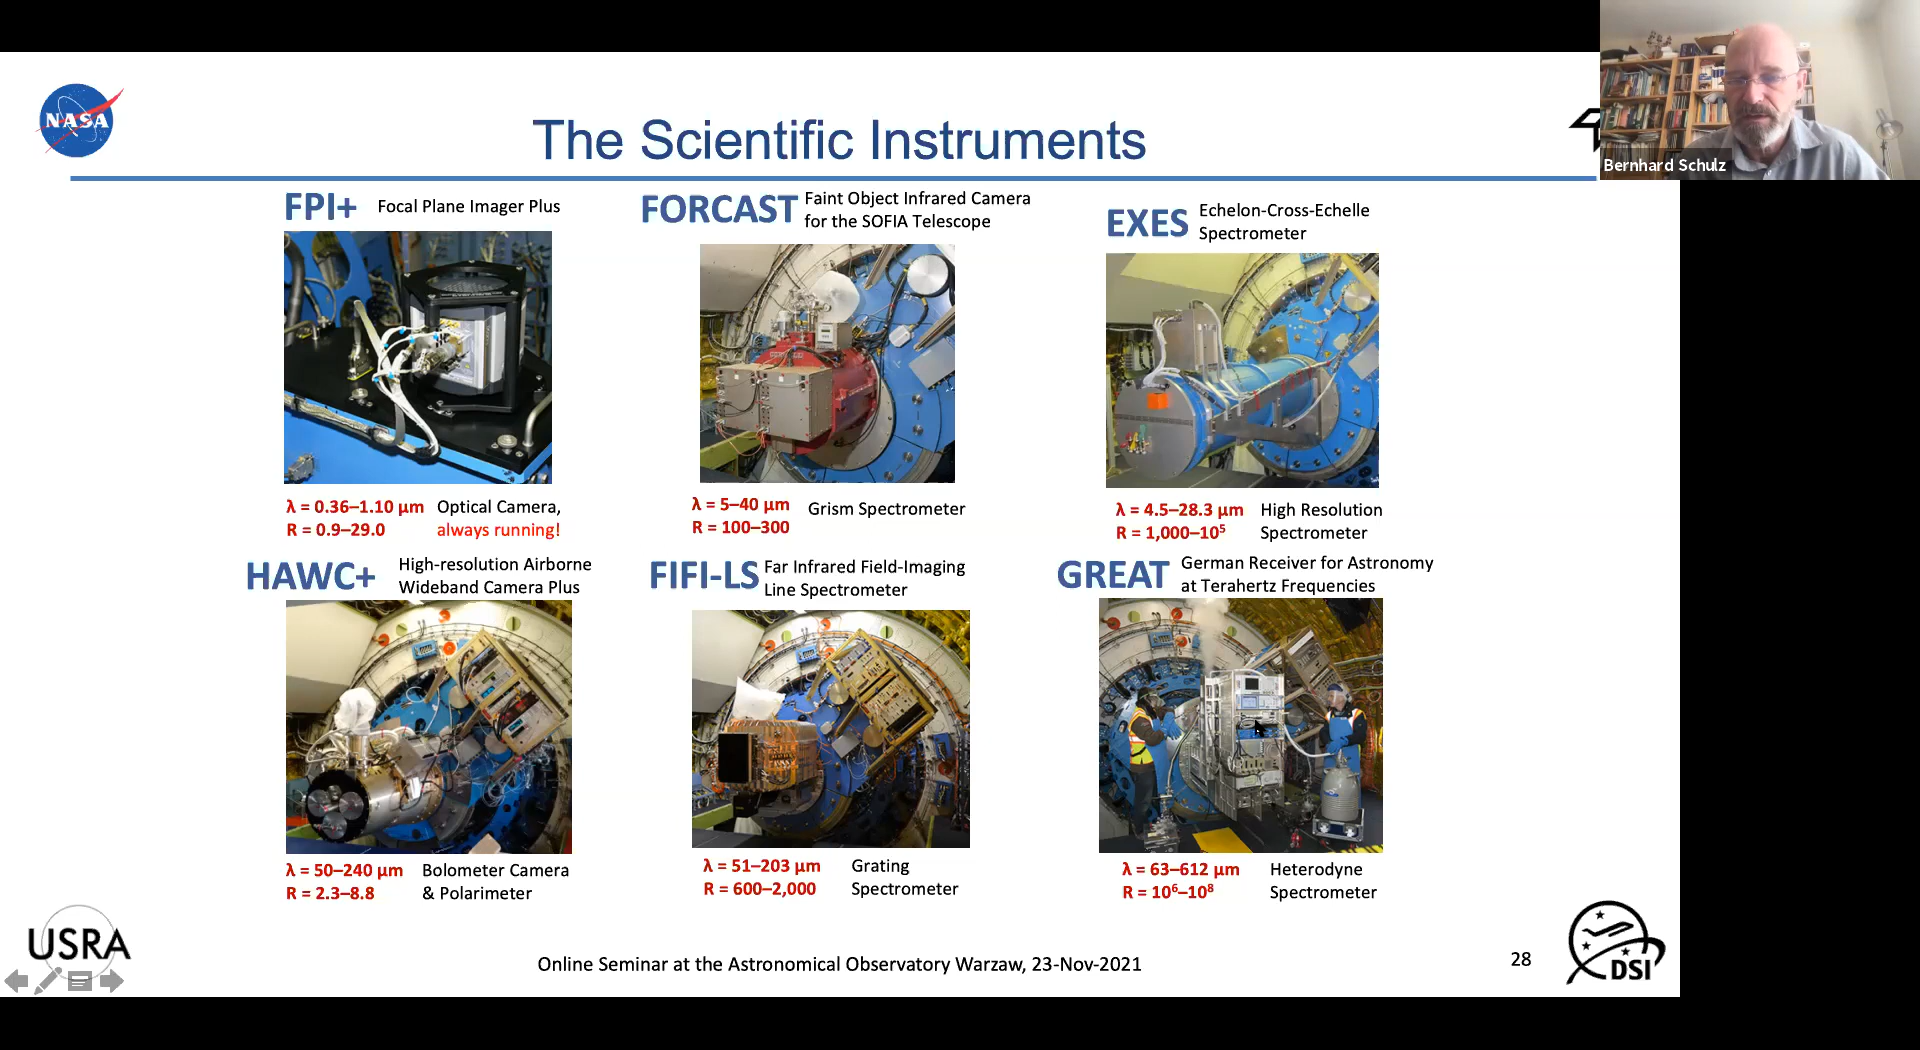 NASA
The Scientific Instruments
Bernhard Schulz
FPI+
Focal Plane Imager Plus
FORCAST
Faint Object Infrared Camera
for the SOFIA Telescope
EXES
Echelon-Cross-Echelle
Spectrometer
λ = 0.36–1.10 µm
R = 0.9–29.0
Optical Camera,
always running!
λ = 5–40 µm
R = 100–300
Grism Spectrometer
λ = 4.5–28.3 µm
R = 1,000–10⁵
High Resolution
Spectrometer
HAWC+
High-resolution Airborne
Wideband Camera Plus
FIFI-LS
Far Infrared Field-Imaging
Line Spectrometer
GREAT
German Receiver for Astronomy
at Terahertz Frequencies
λ = 50–240 µm
R = 2.3–8.8
Bolometer Camera
& Polarimeter
λ = 51–203 µm
R = 600–2,000
Grating
Spectrometer
λ = 63–612 µm
R = 10⁶–10⁸
Heterodyne
Spectrometer
USRA
Online Seminar at the Astronomical Observatory Warzaw, 23-Nov-2021
28
DSI